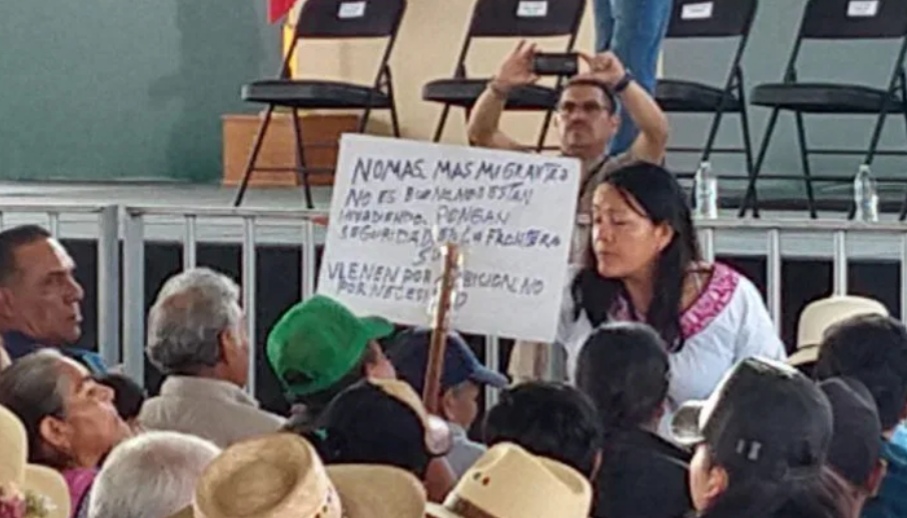 NOMAS. MAS MIGRANTES
NO ES BUENO NOS ESTAN
INVADIENDO. PONGAN
SEGURIDAD EN LA FRONTERA
VIENEN POR AMBICION, NO
POR NECESIDAD